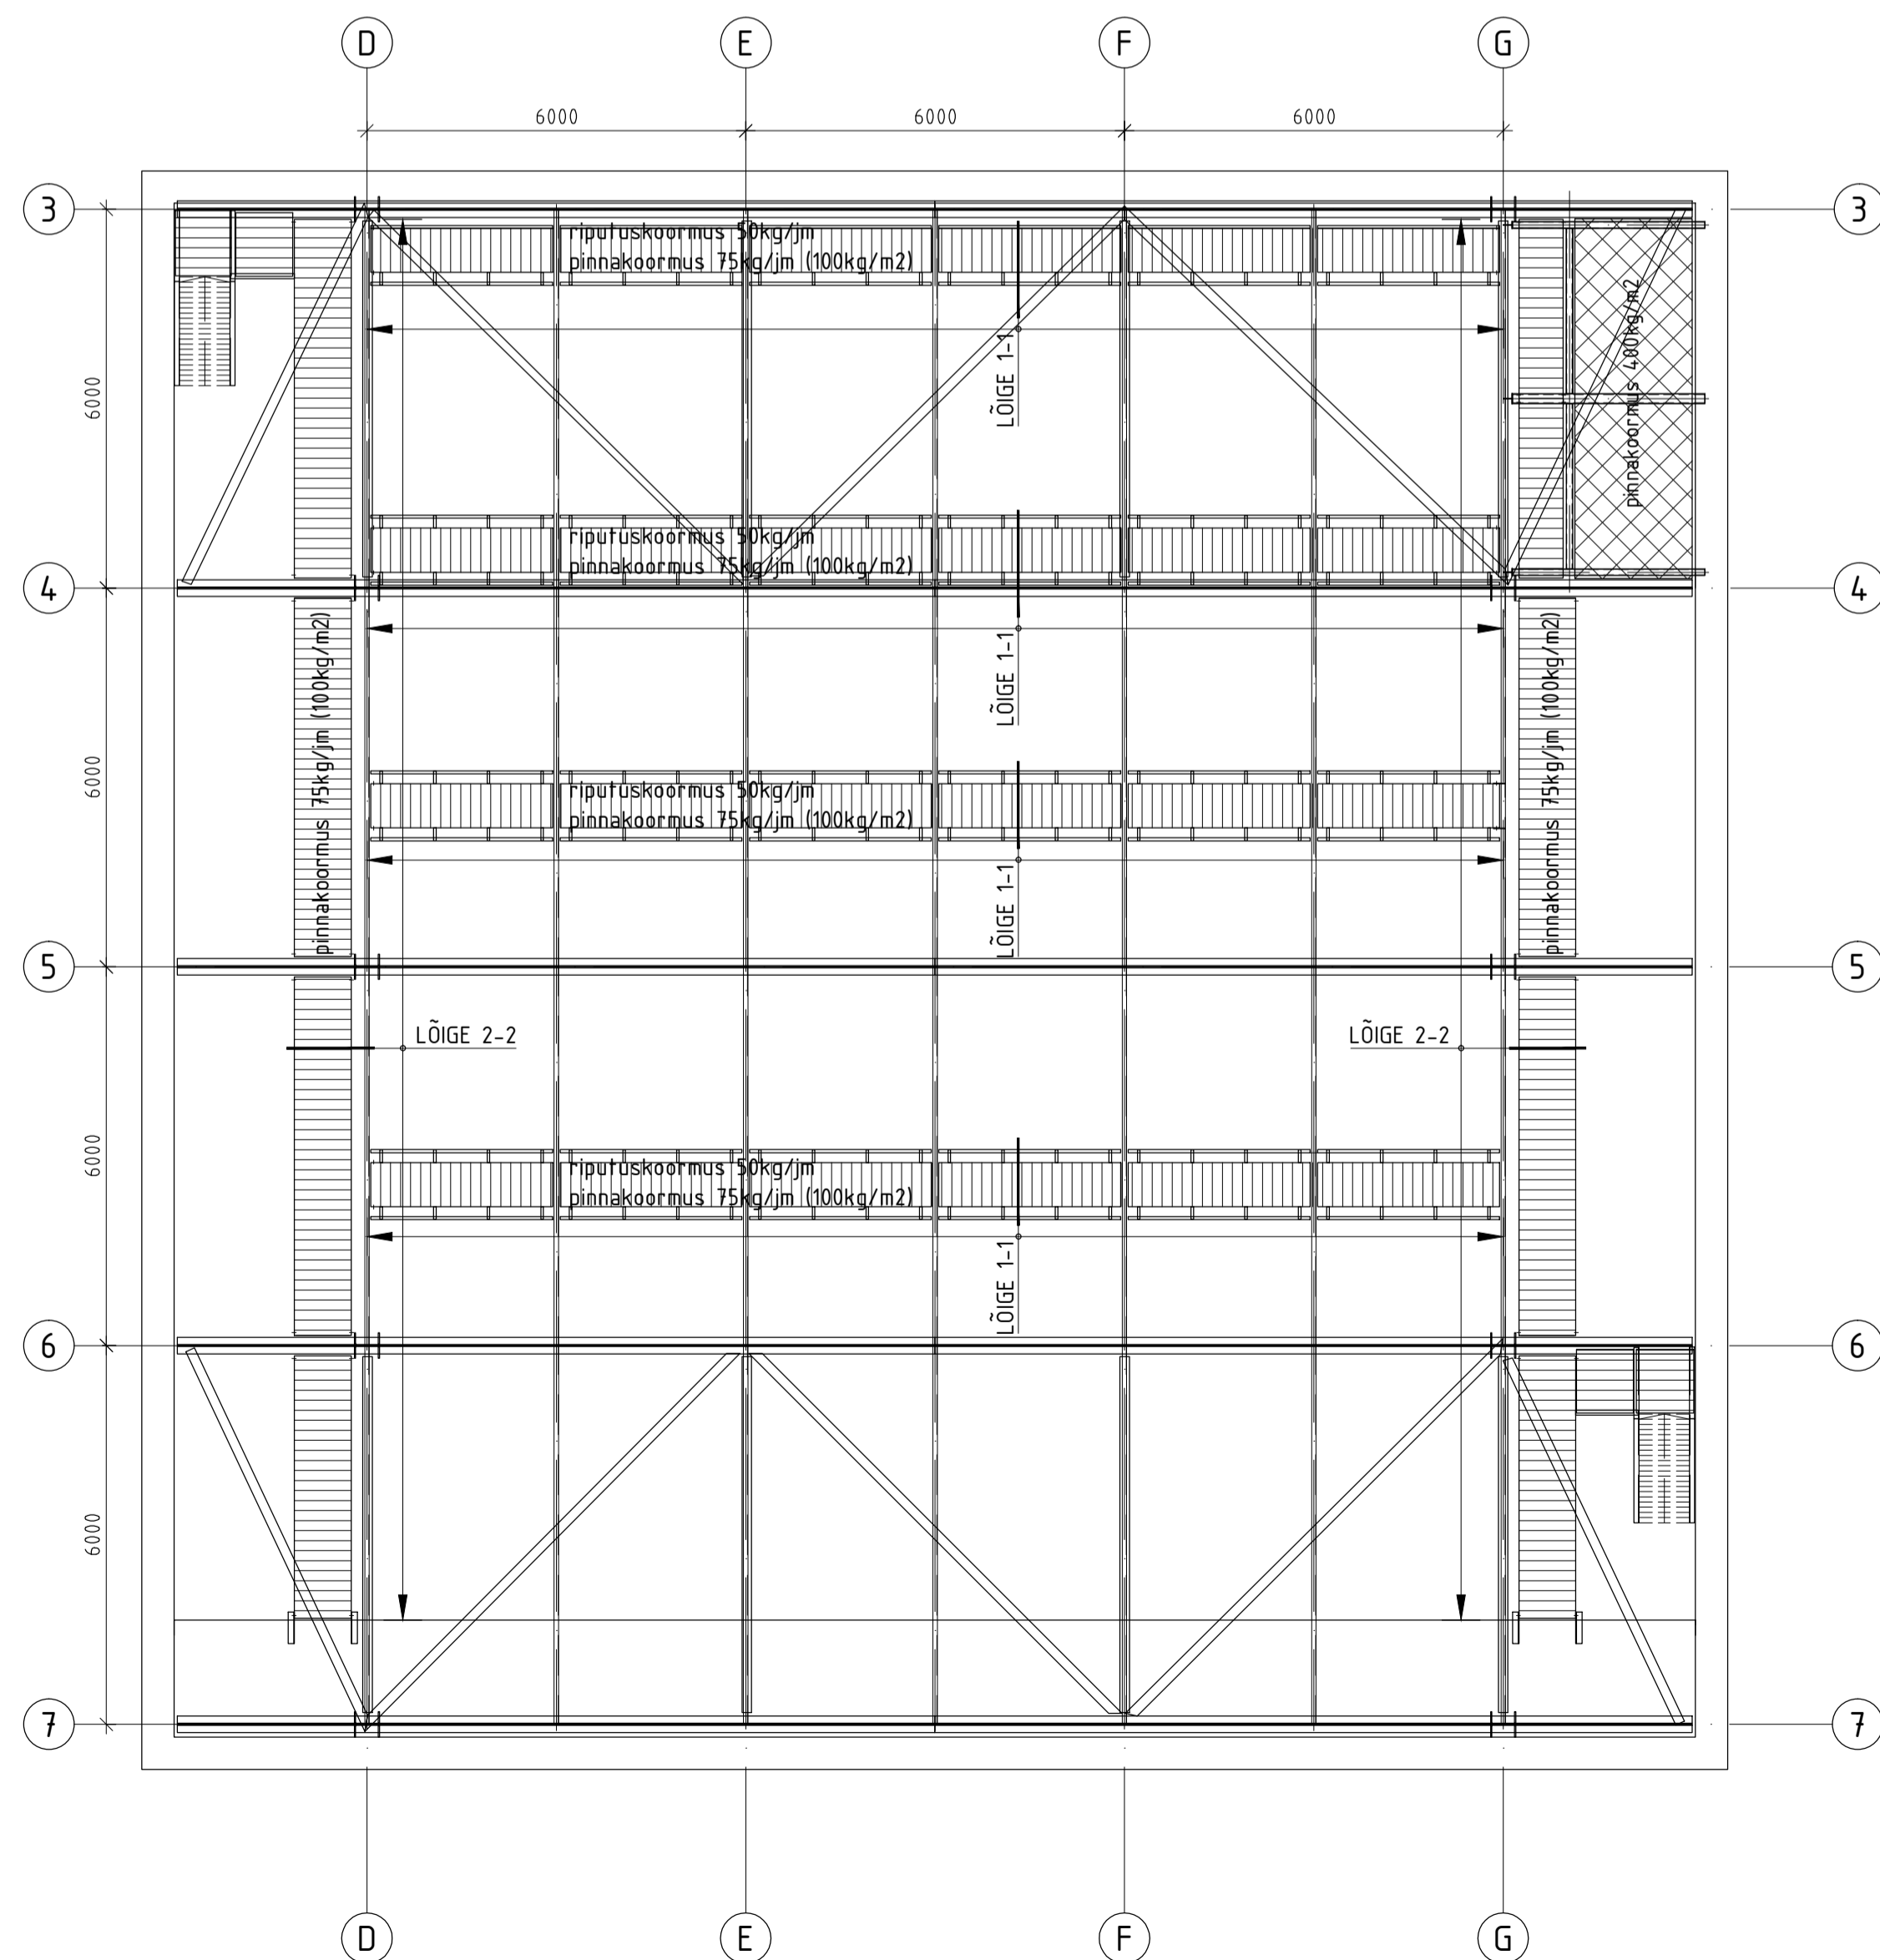 D E F G
6000 6000 6000
3 3
riputuskoormus 50kg/jm
pinnakoormus 75kg/jm (100kg/m2)
LÕIGE 1-1
pinnakoormus 400kg/m2
6000
riputuskoormus 50kg/jm
pinnakoormus 75kg/jm (100kg/m2)
4 4
LÕIGE 1-1
pinnakoormus 75kg/jm (100kg/m2)
pinnakoormus 75kg/jm (100kg/m2)
6000
riputuskoormus 50kg/jm
pinnakoormus 75kg/jm (100kg/m2)
LÕIGE 1-1
5 5
LÕIGE 2-2 LÕIGE 2-2
6000
riputuskoormus 50kg/jm
pinnakoormus 75kg/jm (100kg/m2)
LÕIGE 1-1
6 6
6000
7 7
D E F G